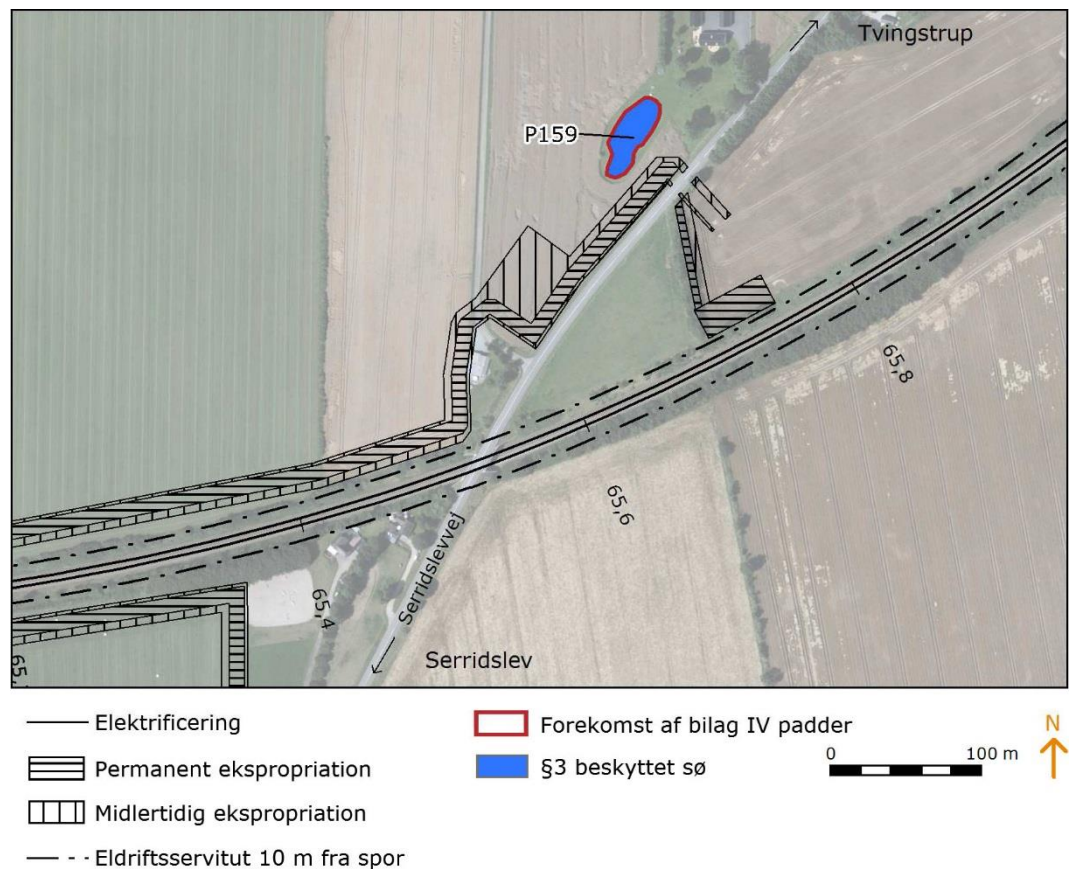 Tvingstrup
P159
65,8
65,6
Serridslevvej
65,4
Serridslev
65,
Elektrificering
Permanent ekspropriation
Midlertidig ekspropriation
Eldriftsservitut 10 m fra spor
Forekomst af bilag IV padder
§3 beskyttet sø
0 100 m
N